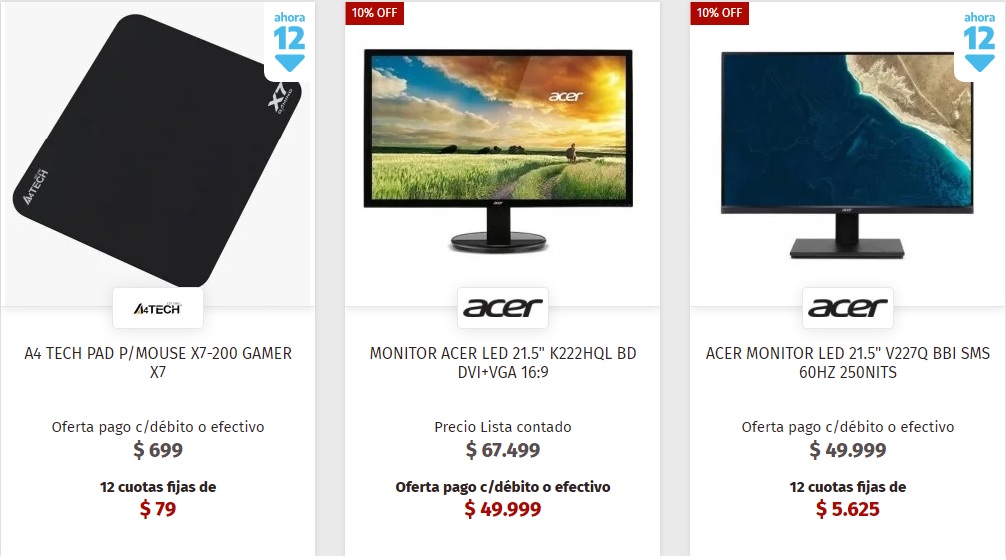 ahora
12
X7
GAMING
A4TECH
A4TECH
A4 TECH PAD P/MOUSE X7-200 GAMER
X7
Oferta pago c/débito o efectivo
$ 699
12 cuotas fijas de
$ 79
10% OFF
acer
acer
acer
MONITOR ACER LED 21.5" K222HQL BD
DVI+VGA 16:9
Precio Lista contado
$ 67.499
Oferta pago c/débito o efectivo
$ 49.999
10% OFF
ahora
12
acer
acer
ACER MONITOR LED 21.5" V227Q BBI SMS
60HZ 250NITS
Oferta pago c/débito o efectivo
$ 49.999
12 cuotas fijas de
$ 5.625